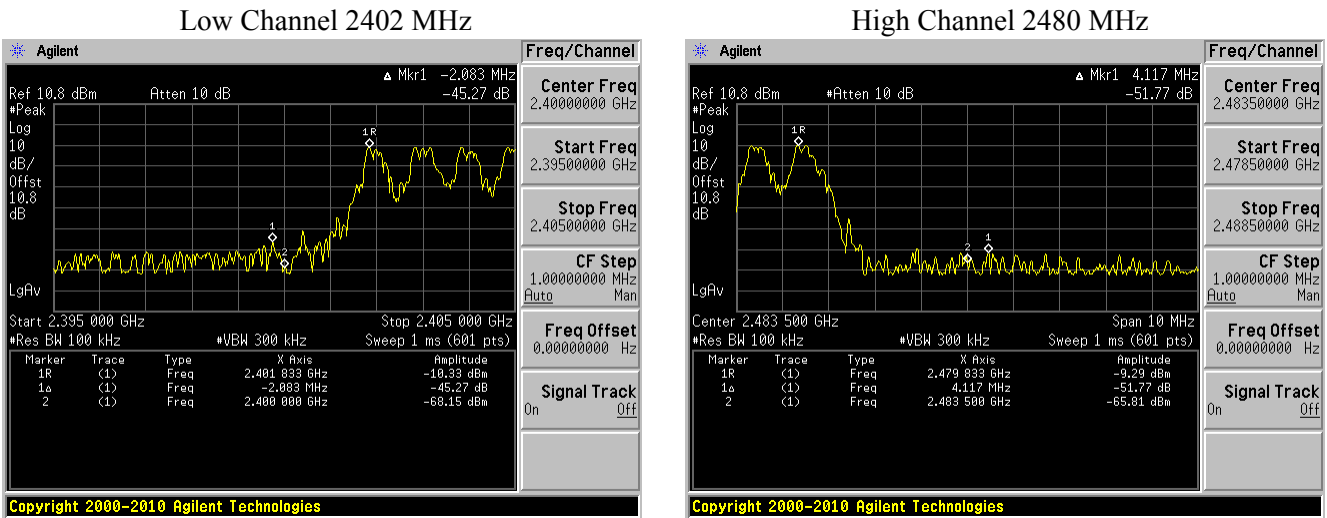 Low Channel 2402 MHz
Agilent
Freq/Channel
Δ Mkr1 -2.083 MHz
Ref 10.8 dBm Atten 10 dB -45.27 dB
#Peak
Log
10
dB/
Offst
10.8
dB
LgAv
1R
1
2
Start 2.395 000 GHz Stop 2.405 000 GHz
#Res BW 100 kHz #VBW 300 kHz Sweep 1 ms (601 pts)
Marker Trace Type X Axis Amplitude
1R (1) Freq 2.401 833 GHz -10.33 dBm
1Δ (1) Freq -2.083 MHz -45.27 dB
2 (1) Freq 2.400 000 GHz -68.15 dBm
Center Freq
2.40000000 GHz
Start Freq
2.39500000 GHz
Stop Freq
2.40500000 GHz
CF Step
1.00000000 MHz
Auto Man
Freq Offset
0.00000000 Hz
Signal Track
On Off
Copyright 2000-2010 Agilent Technologies
High Channel 2480 MHz
Agilent
Freq/Channel
Δ Mkr1 4.117 MHz
Ref 10.8 dBm #Atten 10 dB -51.77 dB
#Peak
Log
10
dB/
Offst
10.8
dB
LgAv
1R
2
1
Center 2.483 500 GHz Span 10 MHz
#Res BW 100 kHz #VBW 300 kHz Sweep 1 ms (601 pts)
Marker Trace Type X Axis Amplitude
1R (1) Freq 2.479 833 GHz -9.29 dBm
1Δ (1) Freq 4.117 MHz -51.77 dB
2 (1) Freq 2.483 500 GHz -65.81 dBm
Center Freq
2.48350000 GHz
Start Freq
2.47850000 GHz
Stop Freq
2.48850000 GHz
CF Step
1.00000000 MHz
Auto Man
Freq Offset
0.00000000 Hz
Signal Track
On Off
Copyright 2000-2010 Agilent Technologies